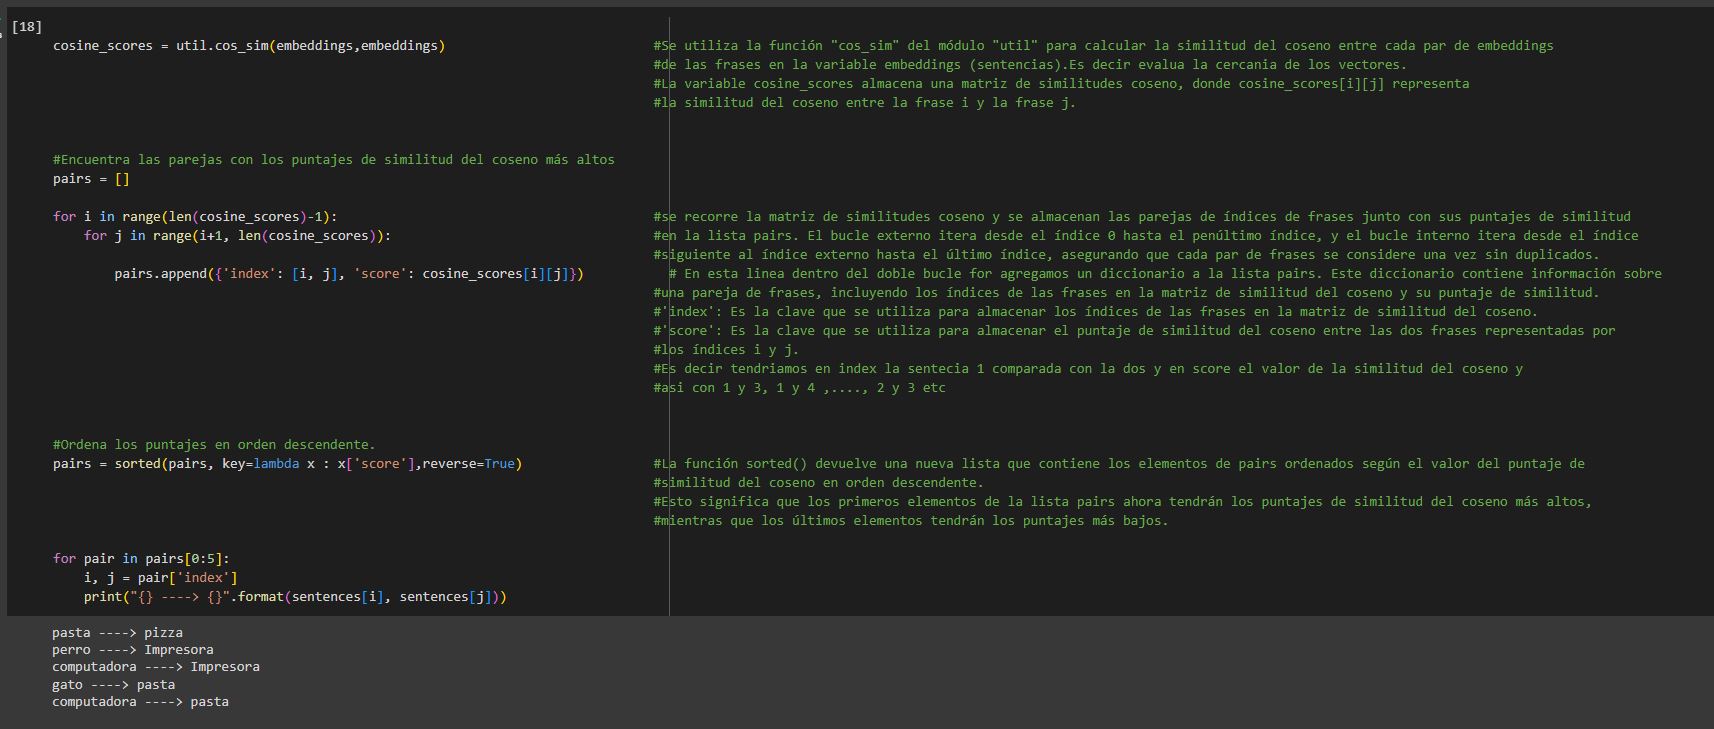 [18]
cosine_scores = util.cos_sim(embeddings,embeddings) #Se utiliza la función "cos_sim" del módulo "util" para calcular la similitud del coseno entre cada par de embeddings
#de las frases en la variable embeddings (sentencias).Es decir evalua la cercania de los vectores.
#La variable cosine_scores almacena una matriz de similitudes coseno, donde cosine_scores[i][j] representa
#la similitud del coseno entre la frase i y la frase j.
#Encuentra las parejas con los puntajes de similitud del coseno más altos
pairs = []
for i in range(len(cosine_scores)-1): #se recorre la matriz de similitudes coseno y se almacenan las parejas de índices de frases junto con sus puntajes de similitud
for j in range(i+1, len(cosine_scores)): #en la lista pairs. El bucle externo itera desde el índice 0 hasta el penúltimo índice, y el bucle interno itera desde el índice
#siguiente al índice externo hasta el último índice, asegurando que cada par de frases se considere una vez sin duplicados.
pairs.append({'index': [i, j], 'score': cosine_scores[i][j]}) # En esta linea dentro del doble bucle for agregamos un diccionario a la lista pairs. Este diccionario contiene información sobre
#una pareja de frases, incluyendo los índices de las frases en la matriz de similitud del coseno y su puntaje de similitud.
#'index': Es la clave que se utiliza para almacenar los índices de las frases en la matriz de similitud del coseno.
#'score': Es la clave que se utiliza para almacenar el puntaje de similitud del coseno entre las dos frases representadas por
#los índices i y j.
#Es decir tendriamos en index la sentecia 1 comparada con la dos y en score el valor de la similitud del coseno y
#asi con 1 y 3, 1 y 4 ,...., 2 y 3 etc
#Ordena los puntajes en orden descendente.
pairs = sorted(pairs, key=lambda x : x['score'],reverse=True) #La función sorted() devuelve una nueva lista que contiene los elementos de pairs ordenados según el valor del puntaje de
#similitud del coseno en orden descendente.
#Esto significa que los primeros elementos de la lista pairs ahora tendrán los puntajes de similitud del coseno más altos,
#mientras que los últimos elementos tendrán los puntajes más bajos.
for pair in pairs[0:5]:
i, j = pair['index']
print("{} ----> {}".format(sentences[i], sentences[j]))
pasta ----> pizza
perro ----> Impresora
computadora ----> Impresora
gato ----> pasta
computadora ----> pasta